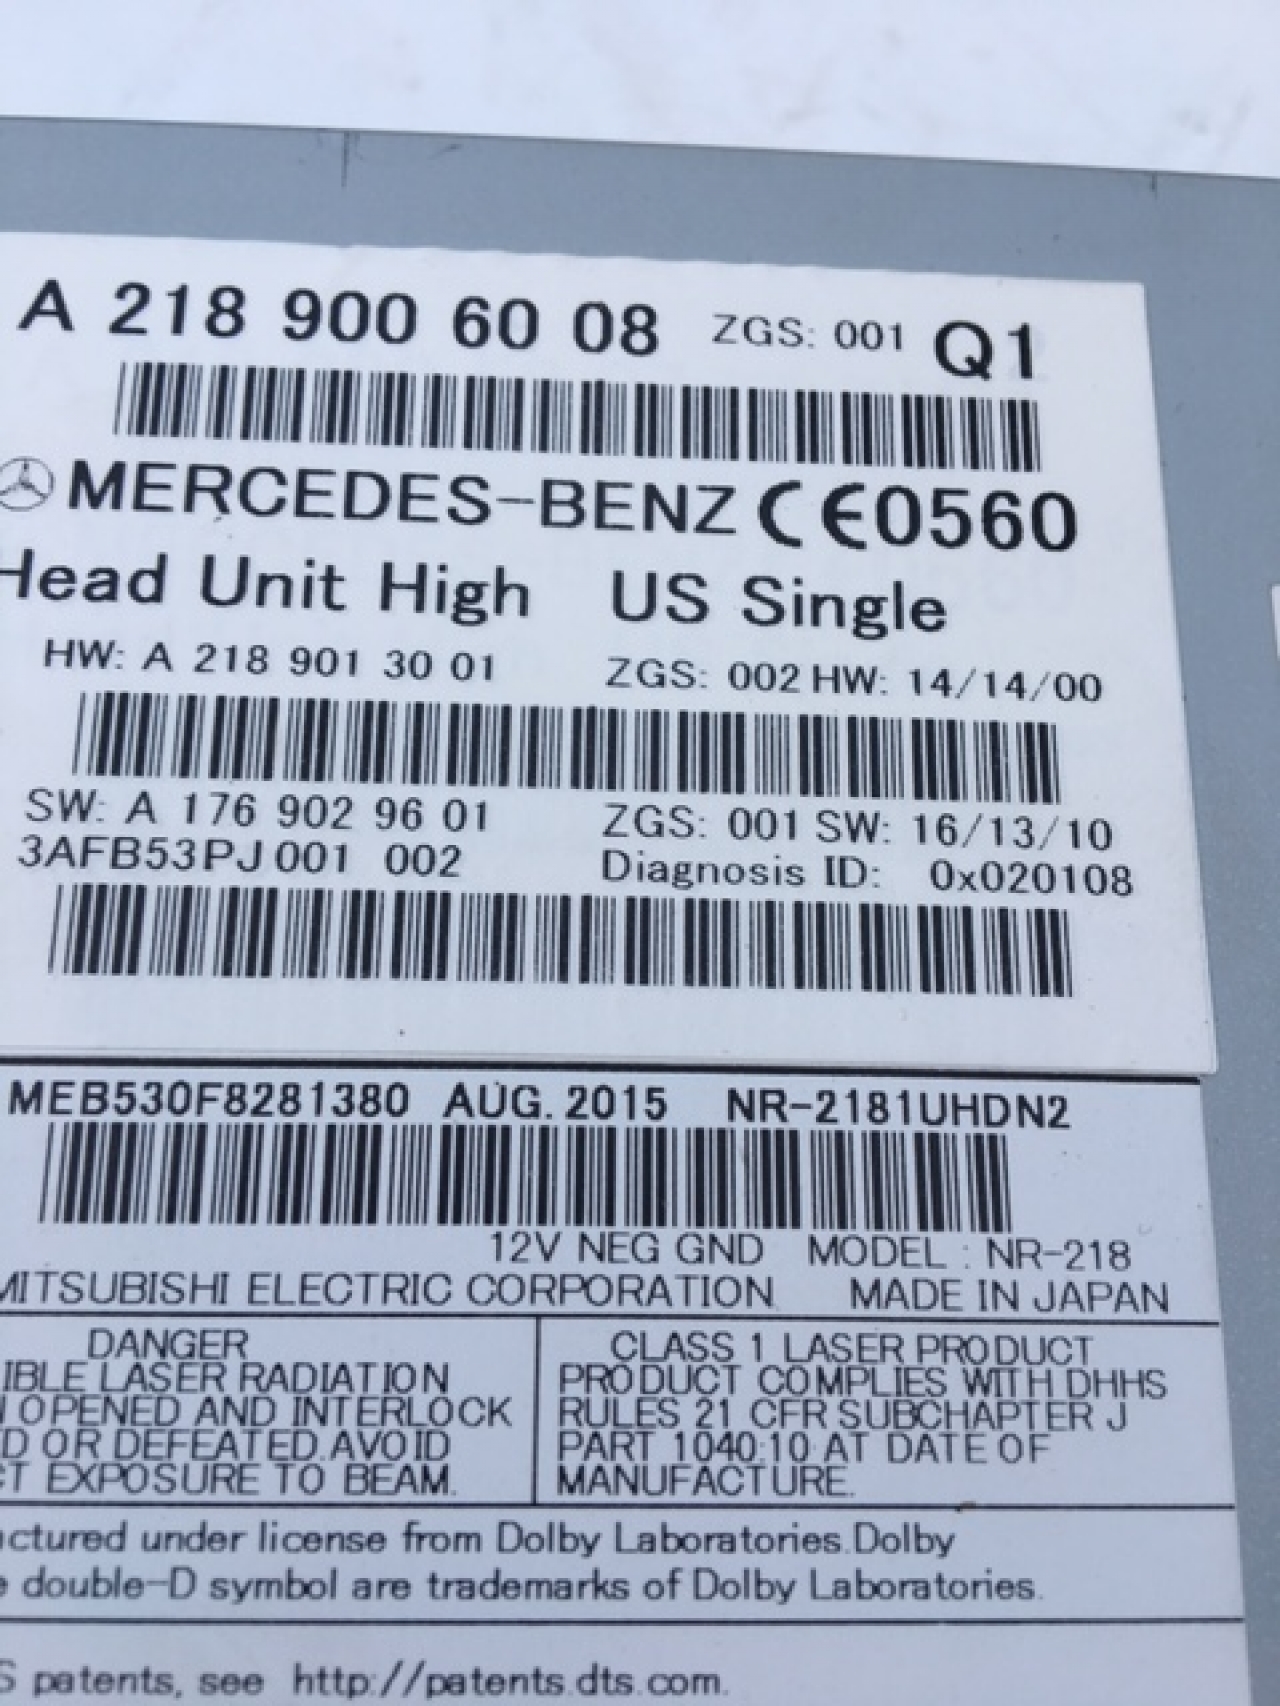 A 218 900 60 08 ZGS: 001 Q1
MERCEDES-BENZ CE0560
Head Unit High US Single
HW: A 218 901 30 01 ZGS: 002 HW: 14/14/00
SW: A 176 902 96 01 ZGS: 001 SW: 16/13/10
3AFB53PJ001 002 Diagnosis ID: 0x020108
MEB530F8281380 AUG. 2015 NR-2181UHDN2
12V NEG GND MODEL : NR-218
MITSUBISHI ELECTRIC CORPORATION MADE IN JAPAN
DANGER
IBLE LASER RADIATION
N OPENED AND INTERLOCK
D OR DEFEATED.AVOID
CT EXPOSURE TO BEAM.
CLASS 1 LASER PRODUCT
PRODUCT COMPLIES WITH DHHS
RULES 21 CFR SUBCHAPTER J
PART 1040.10 AT DATE OF
MANUFACTURE.
actured under license from Dolby Laboratories.Dolby
e double-D symbol are trademarks of Dolby Laboratories.
S patents, see http://patents.dts.com.